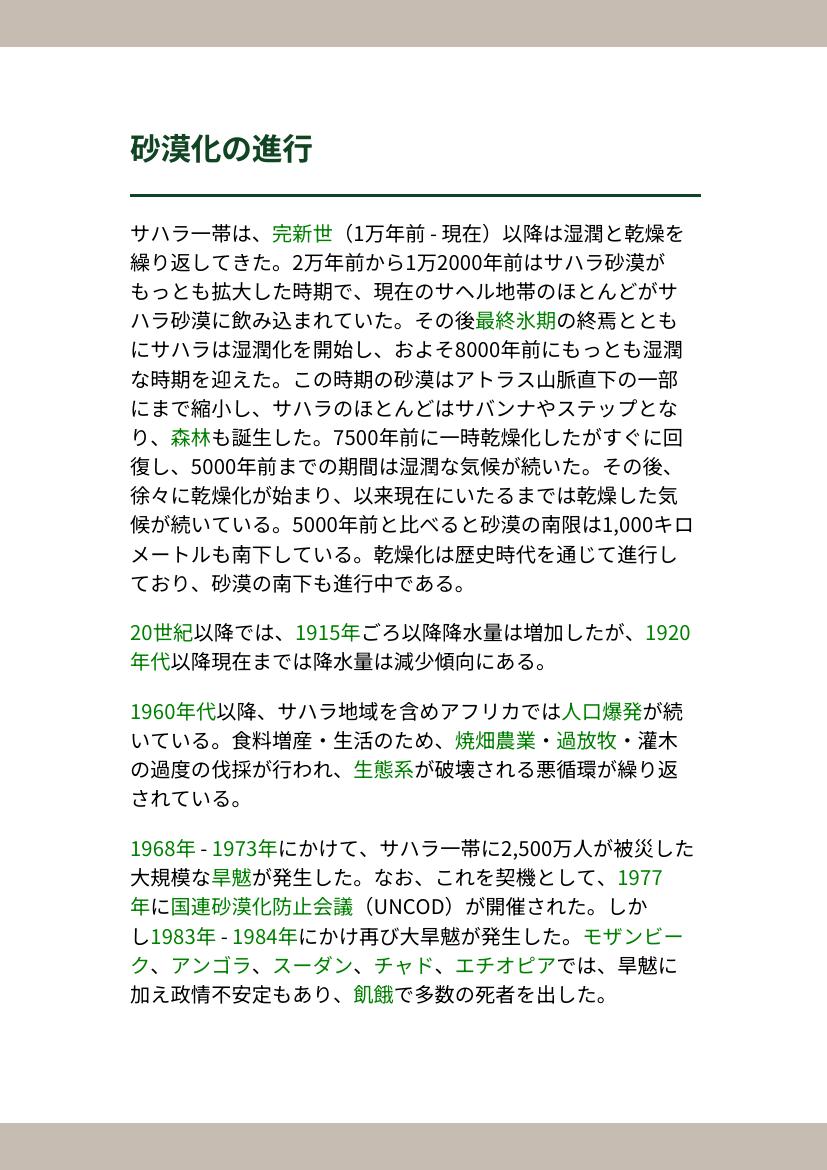 砂漠化の進行
サハラ一帯は、完新世（1万年前 - 現在）以降は湿潤と乾燥を
繰り返してきた。2万年前から1万2000年前はサハラ砂漠が
もっとも拡大した時期で、現在のサヘル地帯のほとんどがサ
ハラ砂漠に飲み込まれていた。その後最終氷期の終焉ととも
にサハラは湿潤化を開始し、およそ8000年前にもっとも湿潤
な時期を迎えた。この時期の砂漠はアトラス山脈直下の一部
にまで縮小し、サハラのほとんどはサバンナやステップとな
り、森林も誕生した。7500年前に一時乾燥化したがすぐに回
復し、5000年前までの期間は湿潤な気候が続いた。その後、
徐々に乾燥化が始まり、以来現在にいたるまでは乾燥した気
候が続いている。5000年前と比べると砂漠の南限は1,000キロ
メートルも南下している。乾燥化は歴史時代を通じて進行し
ており、砂漠の南下も進行中である。
20世紀以降では、1915年ごろ以降降水量は増加したが、1920
年代以降現在までは降水量は減少傾向にある。
1960年代以降、サハラ地域を含めアフリカでは人口爆発が続
いている。食料増産・生活のため、焼畑農業・過放牧・灌木
の過度の伐採が行われ、生態系が破壊される悪循環が繰り返
されている。
1968年 - 1973年にかけて、サハラ一帯に2,500万人が被災した
大規模な旱魃が発生した。なお、これを契機として、1977
年に国連砂漠化防止会議（UNCOD）が開催された。しか
し1983年 - 1984年にかけ再び大旱魃が発生した。モザンビー
ク、アンゴラ、スーダン、チャド、エチオピアでは、旱魃に
加え政情不安定もあり、飢餓で多数の死者を出した。